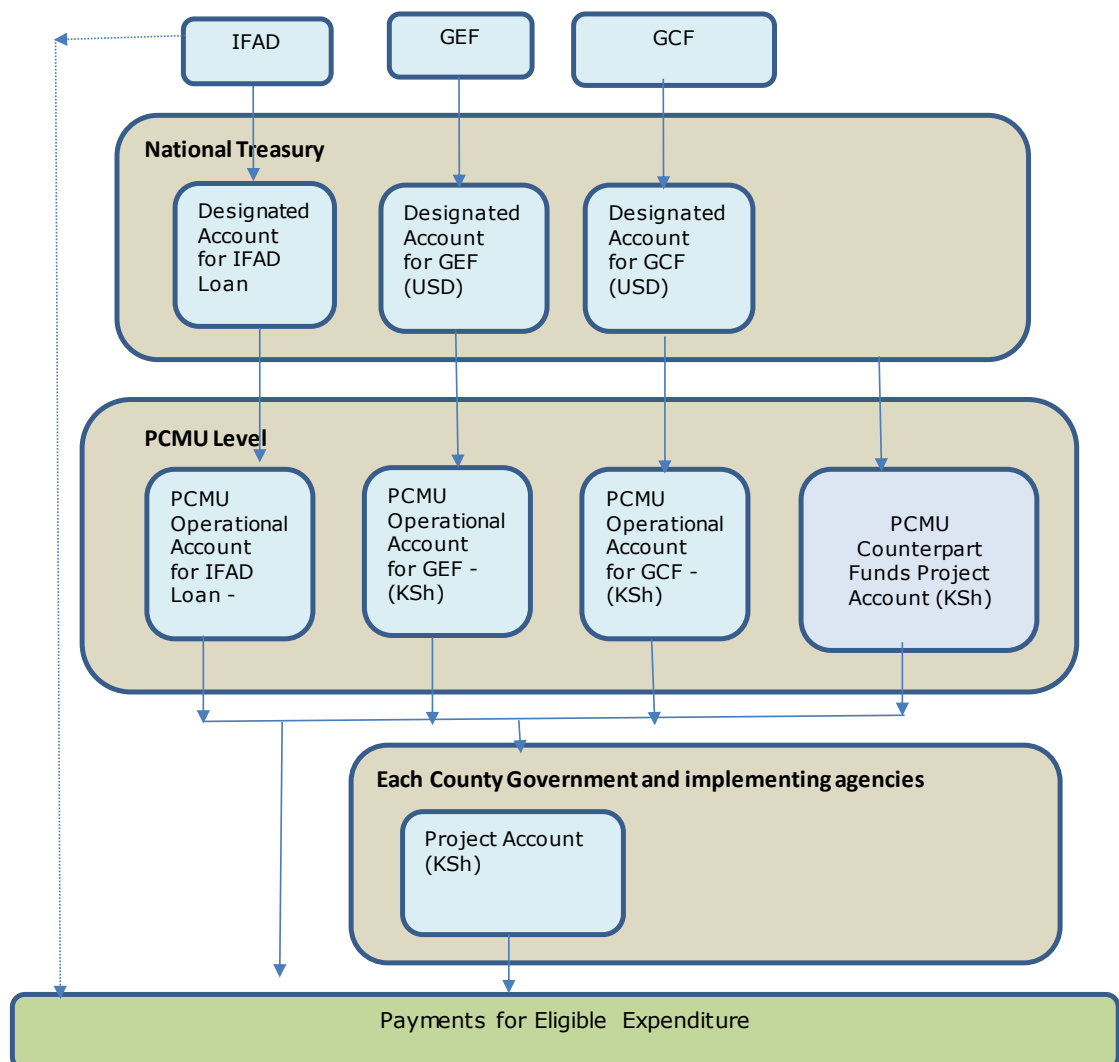 IFAD
GEF
GCF
National Treasury
Designated
Account
for IFAD
Loan
Designated
Account
for GEF
(USD)
Designated
Account
for GCF
(USD)
PCMU Level
PCMU
Operational
Account
for IFAD
Loan -
PCMU
Operational
Account
for GEF -
(KSh)
PCMU
Operational
Account
for GCF -
(KSh)
PCMU
Counterpart
Funds Project
Account (KSh)
Each County Government and implementing agencies
Project Account
(KSh)
Payments for Eligible Expenditure